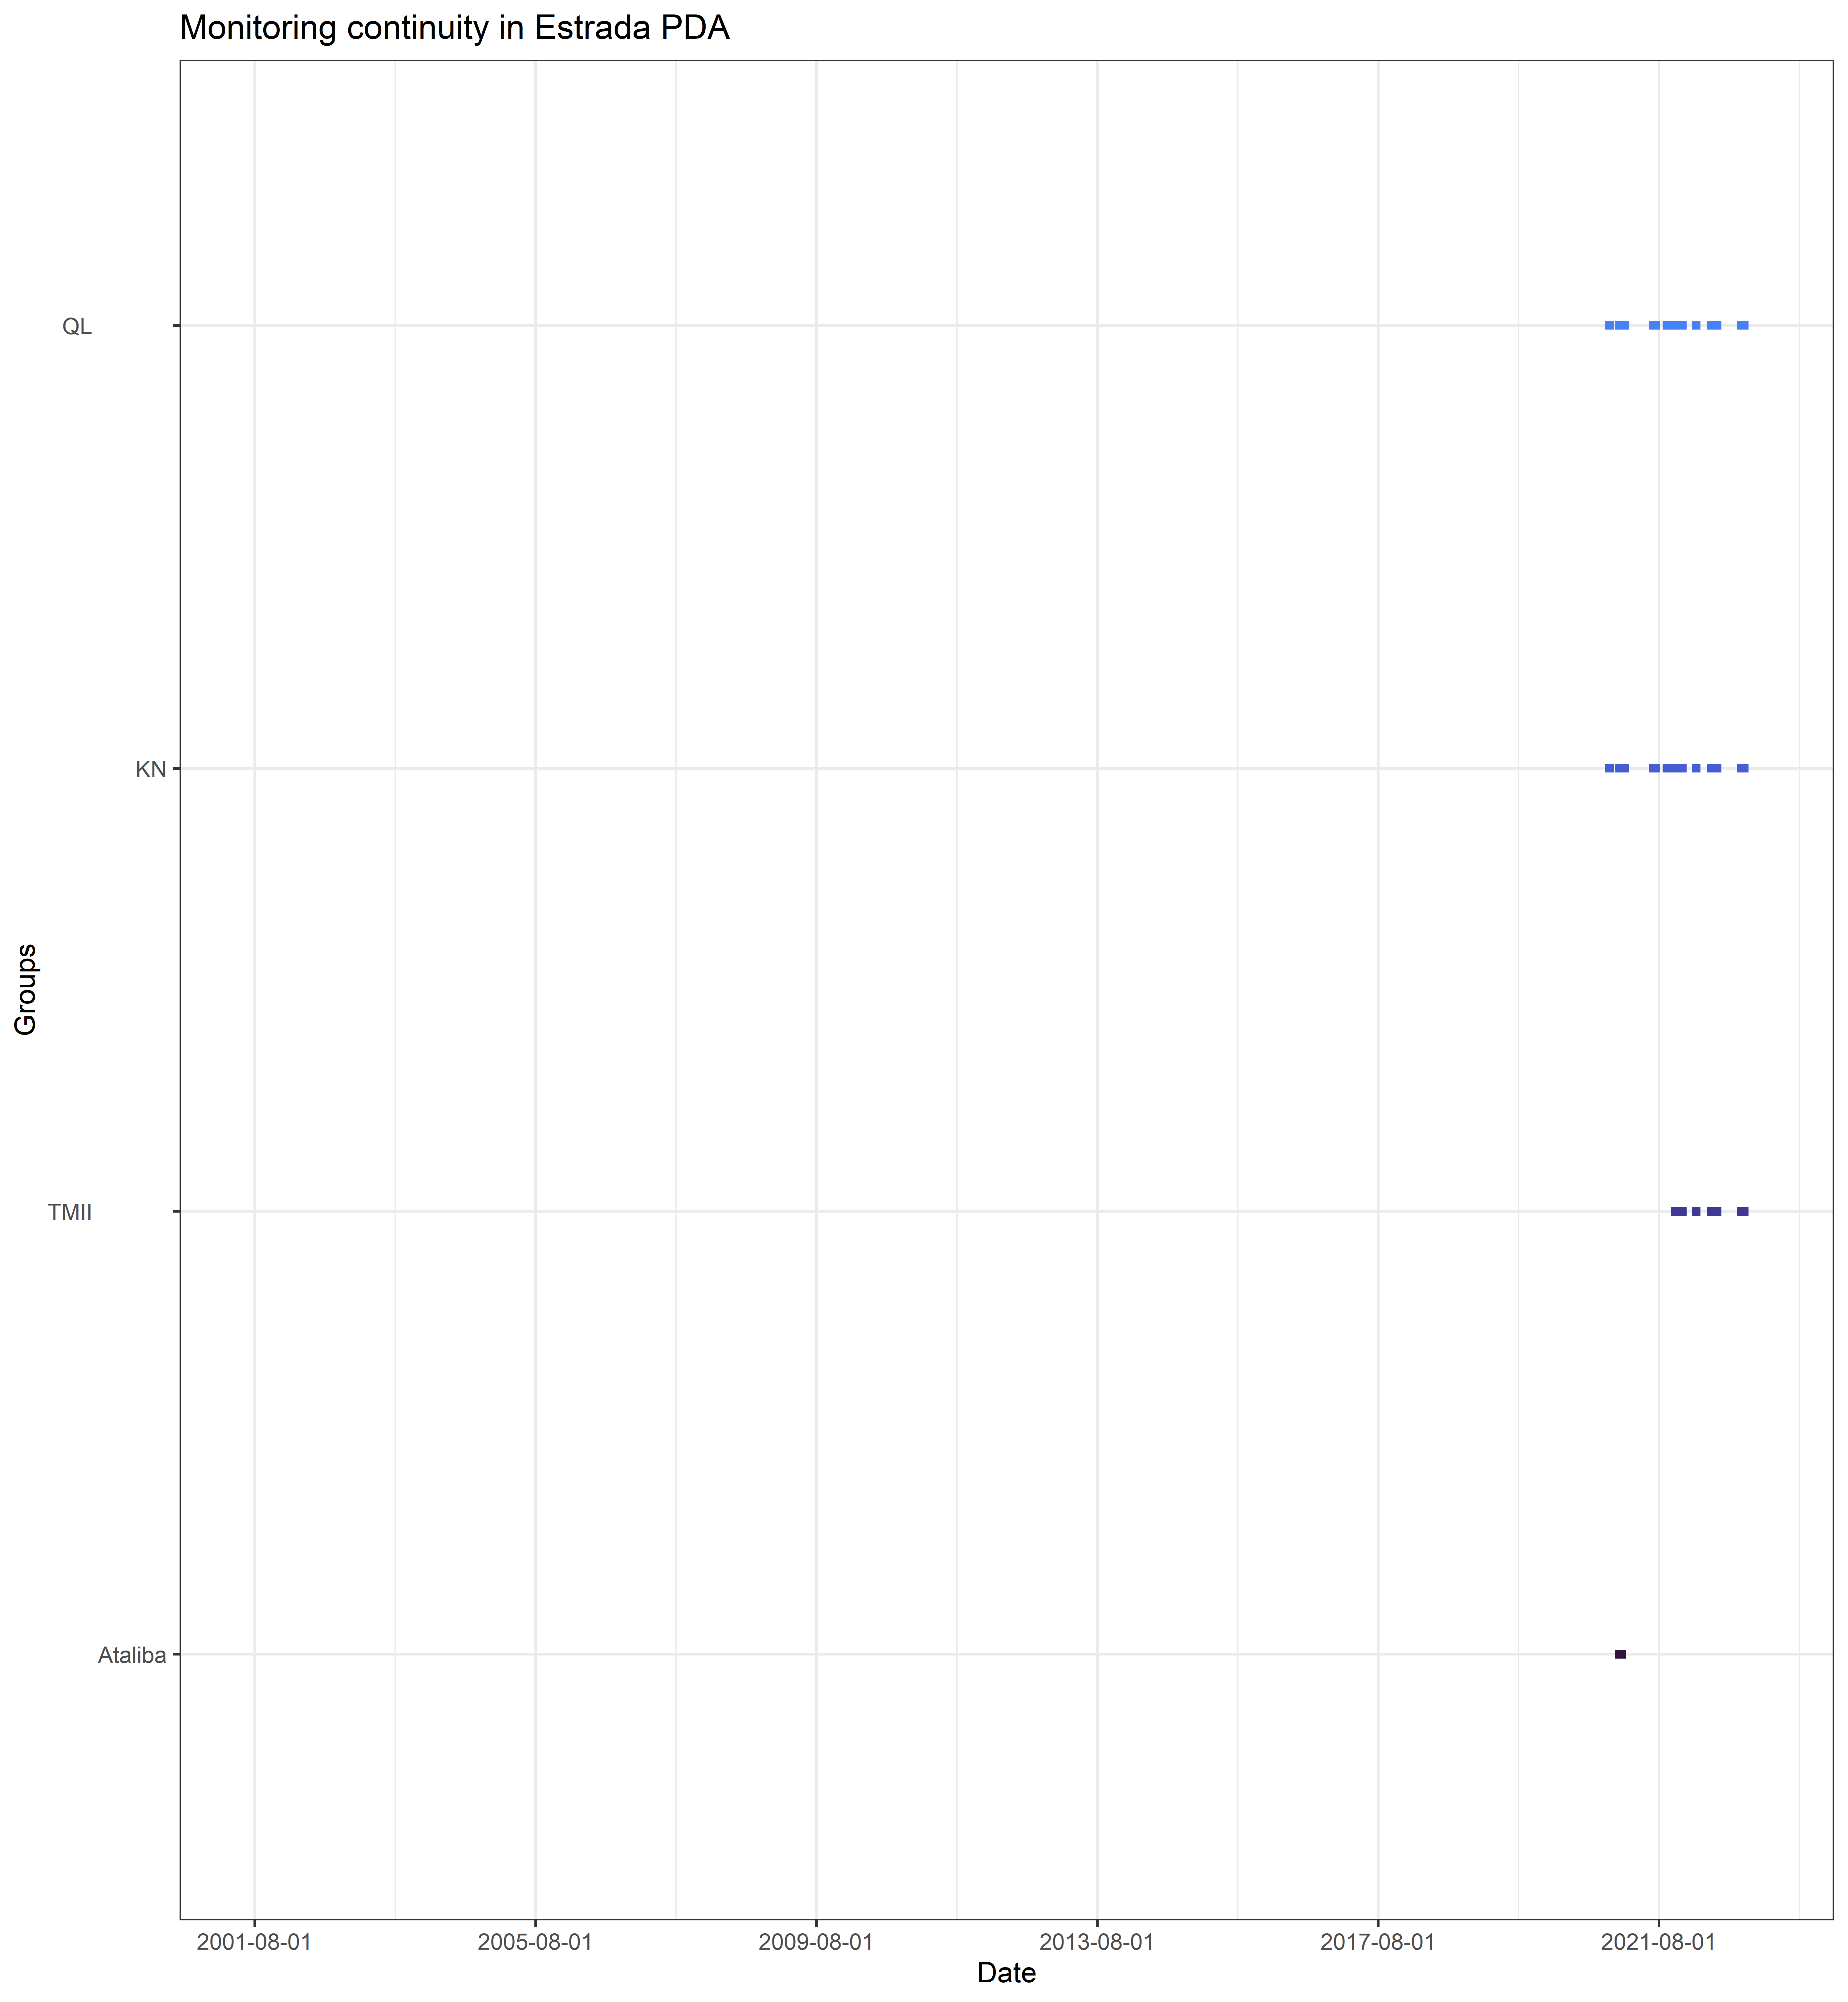 Monitoring continuity in Estrada PDA
QL
KN
TMII
Ataliba
Groups
2001-08-01 2005-08-01 2009-08-01 2013-08-01 2017-08-01 2021-08-01
Date